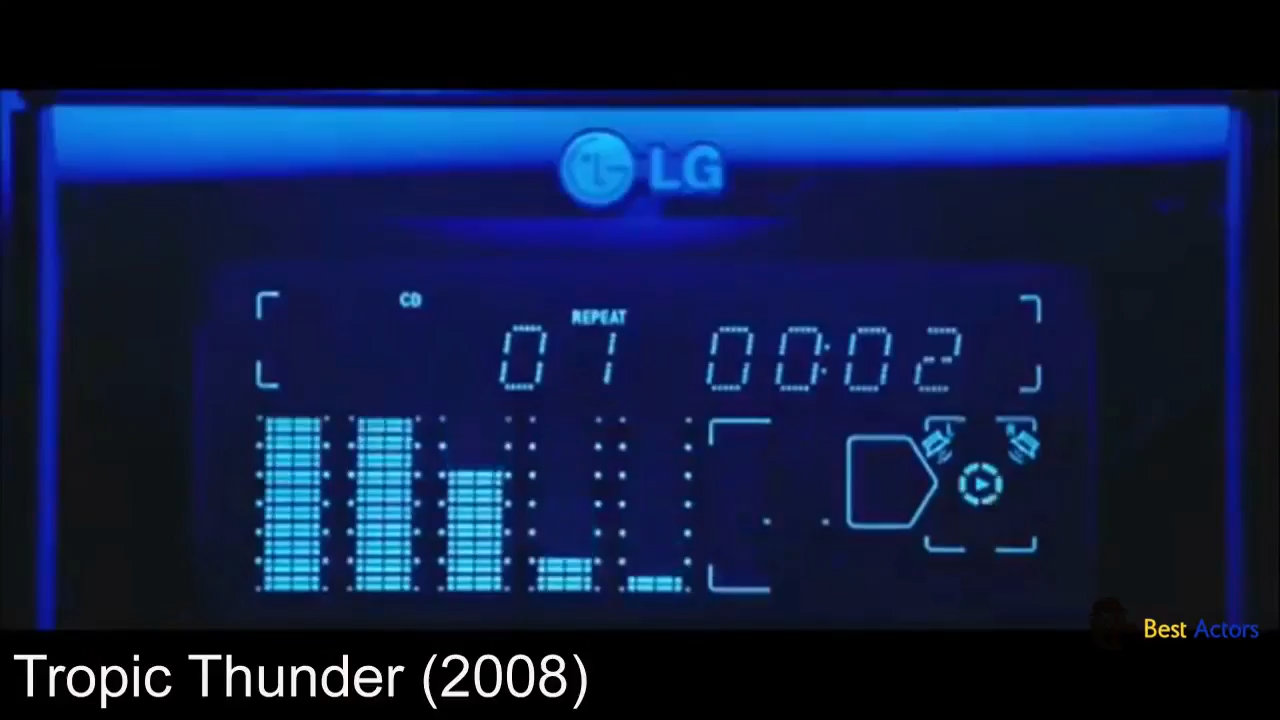 LG
CD
REPEAT
07 00:02
L R
Best Actors
Tropic Thunder (2008)